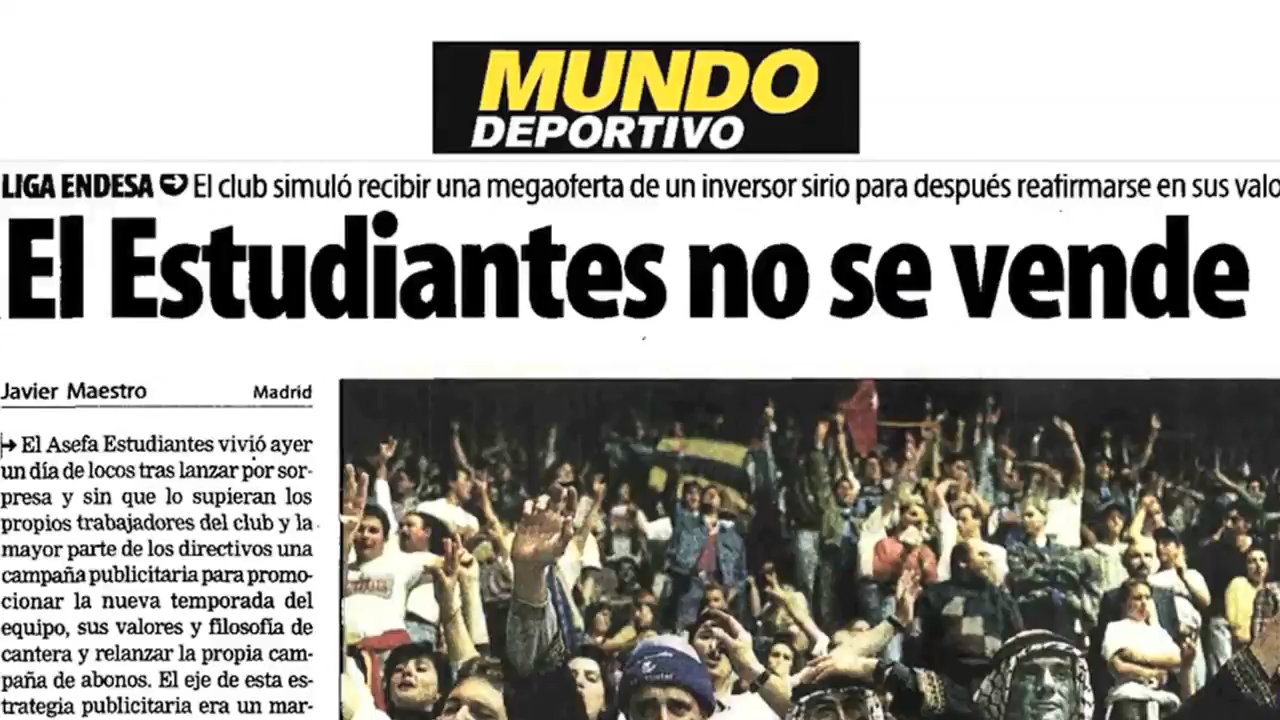 MUNDO
DEPORTIVO
LIGA ENDESA El club simuló recibir una megaoferta de un inversor sirio para después reafirmarse en sus valo
El Estudiantes no se vende
Javier Maestro Madrid
El Asefa Estudiantes vivió ayer
un día de locos tras lanzar por sor-
presa y sin que lo supieran los
propios trabajadores del club y la
mayor parte de los directivos una
campaña publicitaria para promo-
cionar la nueva temporada del
equipo, sus valores y filosofía de
cantera y relanzar la propia cam-
paña de abonos. El eje de esta es-
trategia publicitaria era un mar-